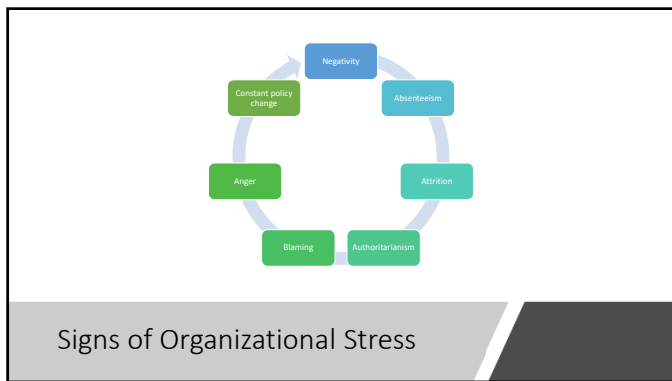 Negativity
Absenteeism
Attrition
Authoritarianism
Blaming
Anger
Constant policy
change
Signs of Organizational Stress